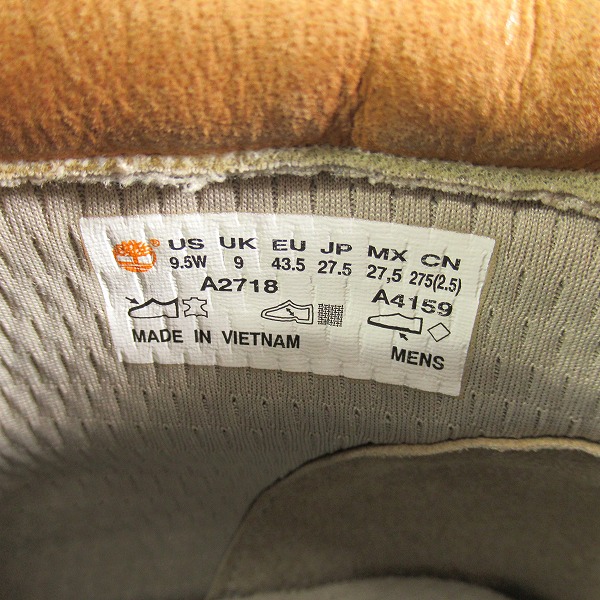 US UK EU JP MX CN
9.5W 9 43.5 27.5 27,5 275(2.5)
A2718 A4159
MADE IN VIETNAM MENS